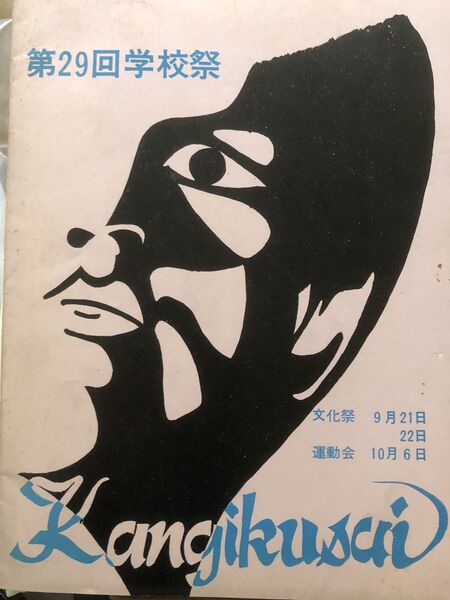 第29回学校祭
文化祭 9月21日
22日
運動会 10月6日
Kangikusai